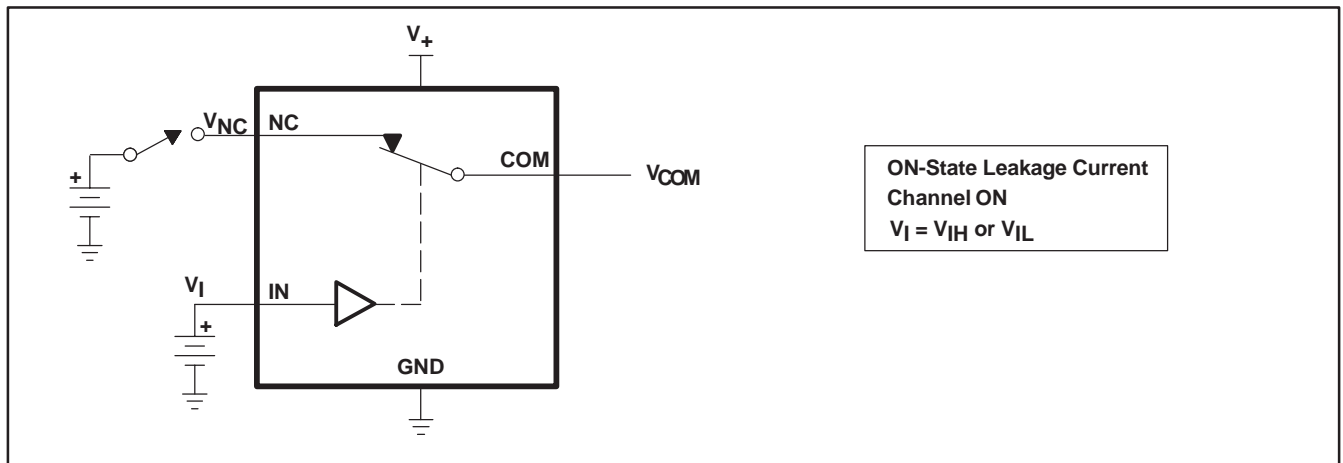 V+
VNC NC
COM
VCOM
+
VI
IN
+
GND
ON-State Leakage Current
Channel ON
VI = VIH or VIL